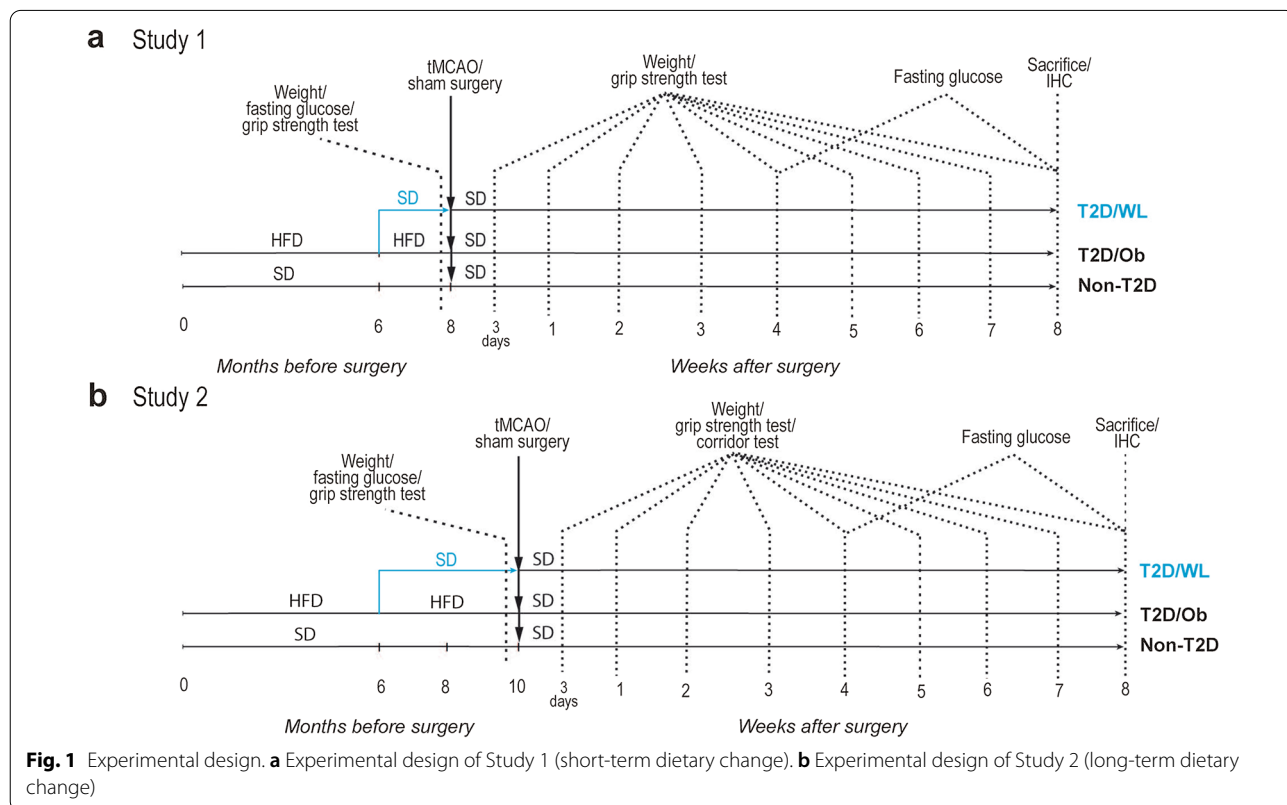 a Study 1
tMCAO/
sham surgery
Weight/
fasting glucose/
grip strength test
Weight/
grip strength test
Fasting glucose
Sacrifice/
IHC
SD SD T2D/WL
HFD HFD SD T2D/Ob
SD SD Non-T2D
0 6 8 3 1 2 3 4 5 6 7 8
days
Months before surgery Weeks after surgery
b Study 2
tMCAO/
sham surgery
Weight/
fasting glucose/
grip strength test
Weight/
grip strength test/
corridor test
Fasting glucose
Sacrifice/
IHC
SD SD T2D/WL
HFD HFD SD T2D/Ob
SD SD Non-T2D
0 6 8 10 3 1 2 3 4 5 6 7 8
days
Months before surgery Weeks after surgery
Fig. 1 Experimental design. a Experimental design of Study 1 (short-term dietary change). b Experimental design of Study 2 (long-term dietary
change)